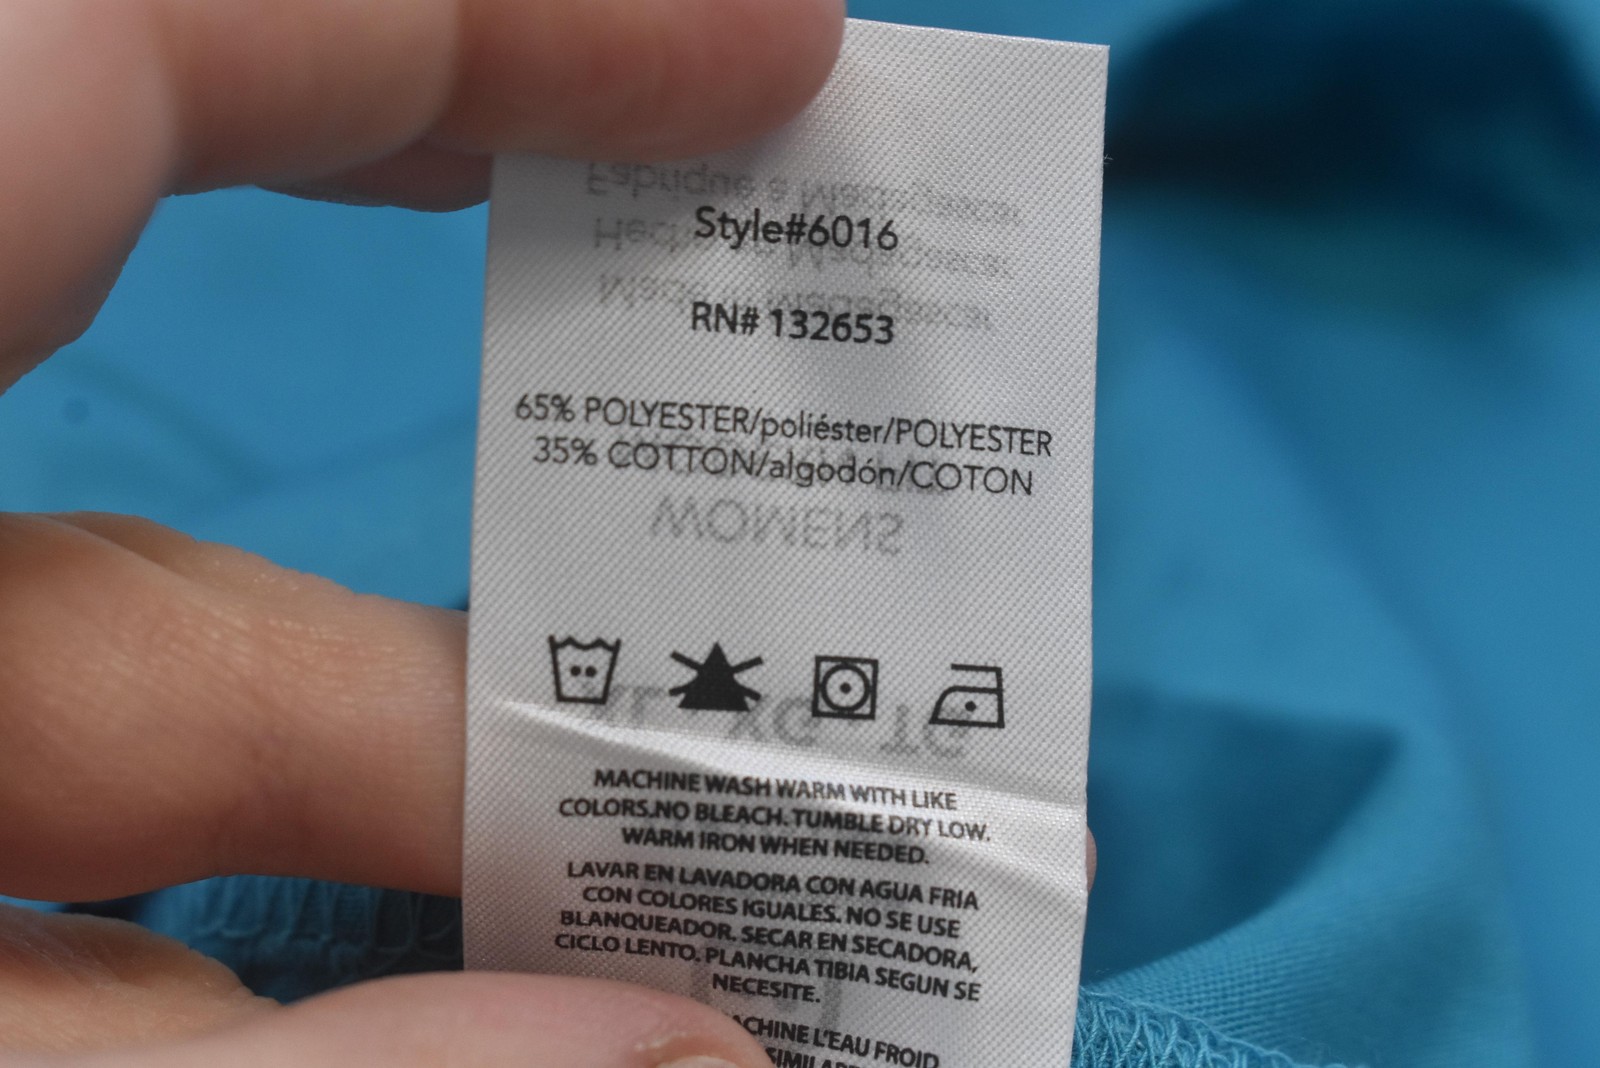 Style#6016
RN# 132653
65% POLYESTER/poliéster/POLYESTER
35% COTTON/algodón/COTON
MACHINE WASH WARM WITH LIKE
COLORS.NO BLEACH. TUMBLE DRY LOW.
WARM IRON WHEN NEEDED.
LAVAR EN LAVADORA CON AGUA FRIA
CON COLORES IGUALES. NO SE USE
BLANQUEADOR. SECAR EN SECADORA,
CICLO LENTO. PLANCHA TIBIA SEGUN SE
NECESITE.
L'EAU FROID